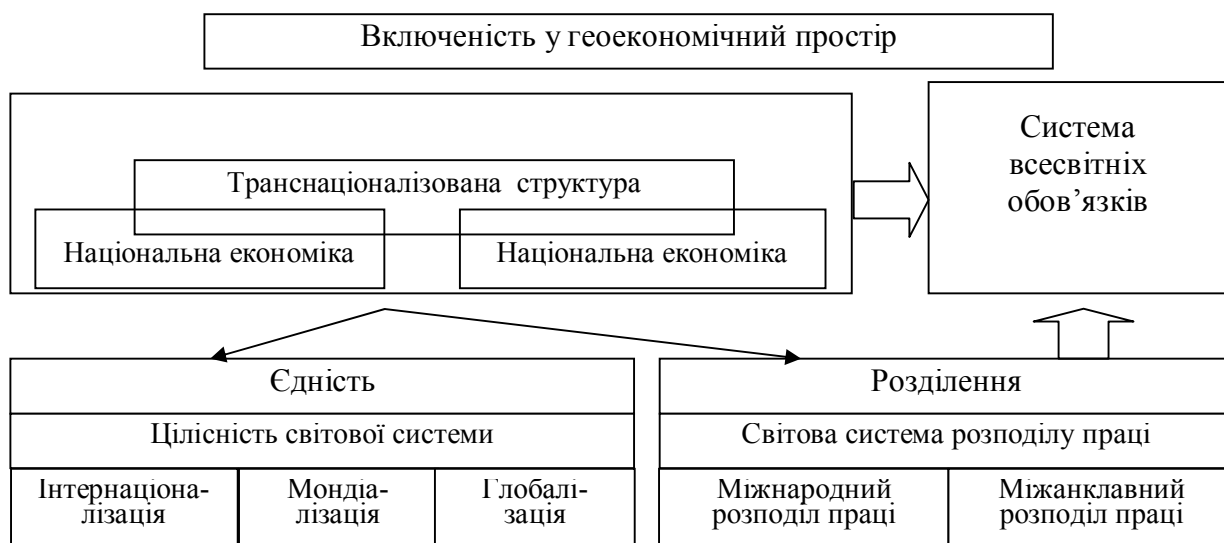 Включеність у геоекономічний простір
Система
всесвітніх
обов’язків
Транснаціоналізована структура
Національна економіка
Національна економіка
Єдність
Розділення
Цілісність світової системи
Світова система розподілу праці
Інтернаціона-
лізація
Мондіа-
лізація
Глобалі-
зація
Міжнародний
розподіл праці
Міжанклавний
розподіл праці